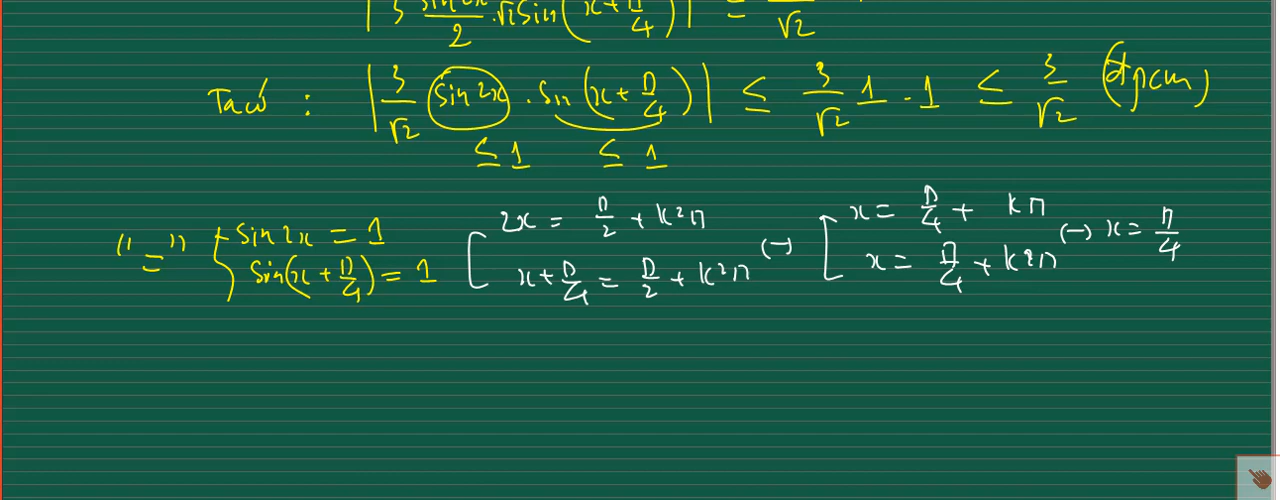 | 3 sin2x/2 . √2 sin(x + π/4) | = /√2
Ta có : | 3/√2 sin 2x . sin (x + π/4) | ≤ 3/√2 1 . 1 ≤ 3/√2 (đpcm)
≤ 1 ≤ 1
" = " { sin 2x = 1 [ 2x = π/2 + k2π [ x = π/4 + kπ
sin(x + π/4) = 1 x + π/4 = π/2 + k2π (→) x = π/4 + k2π (→) x = π/4